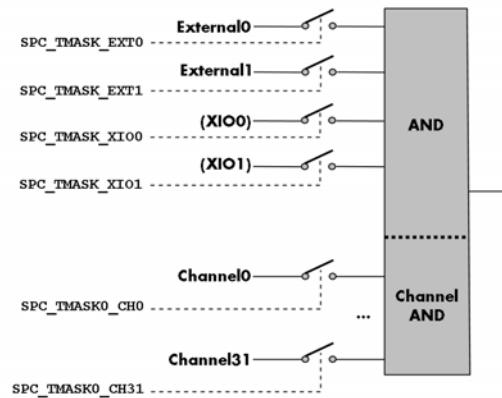 External0
SPC_TMASK_EXT0
External1
SPC_TMASK_EXT1
(XIO0)
SPC_TMASK_XIO0
(XIO1)
SPC_TMASK_XIO1
AND
Channel0
SPC_TMASK0_CH0
Channel
AND
...
Channel31
SPC_TMASK0_CH31